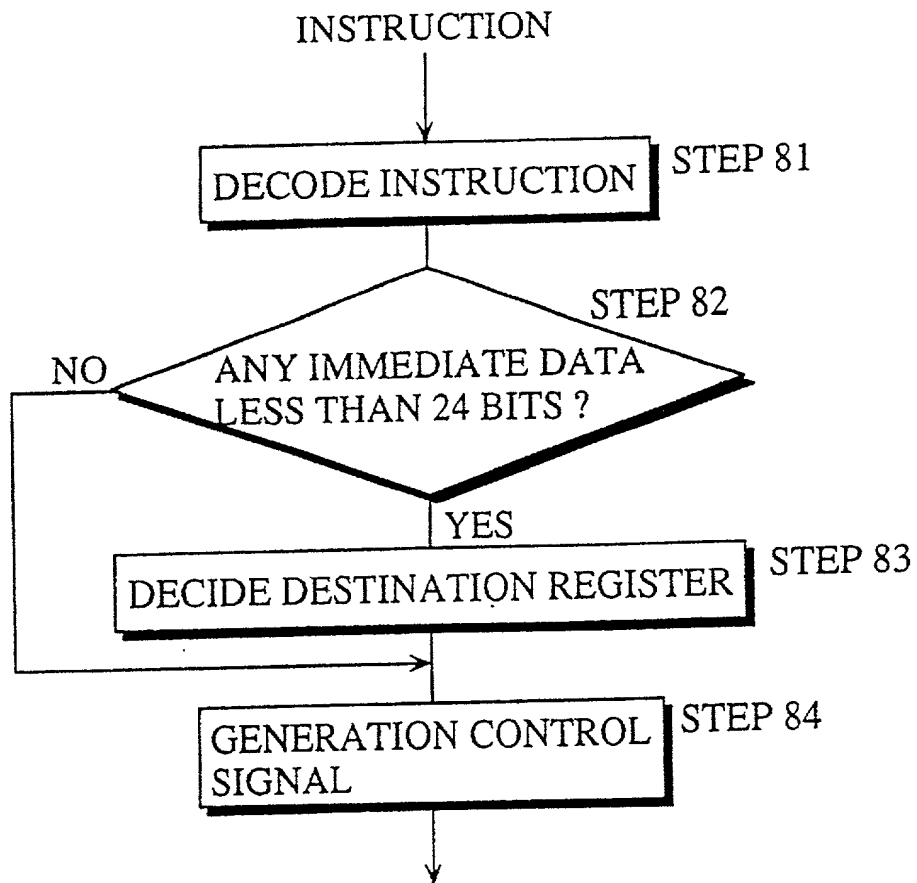 INSTRUCTION
DECODE INSTRUCTION
STEP 81
STEP 82
NO
ANY IMMEDIATE DATA
LESS THAN 24 BITS ?
YES
DECIDE DESTINATION REGISTER
STEP 83
GENERATION CONTROL
SIGNAL
STEP 84